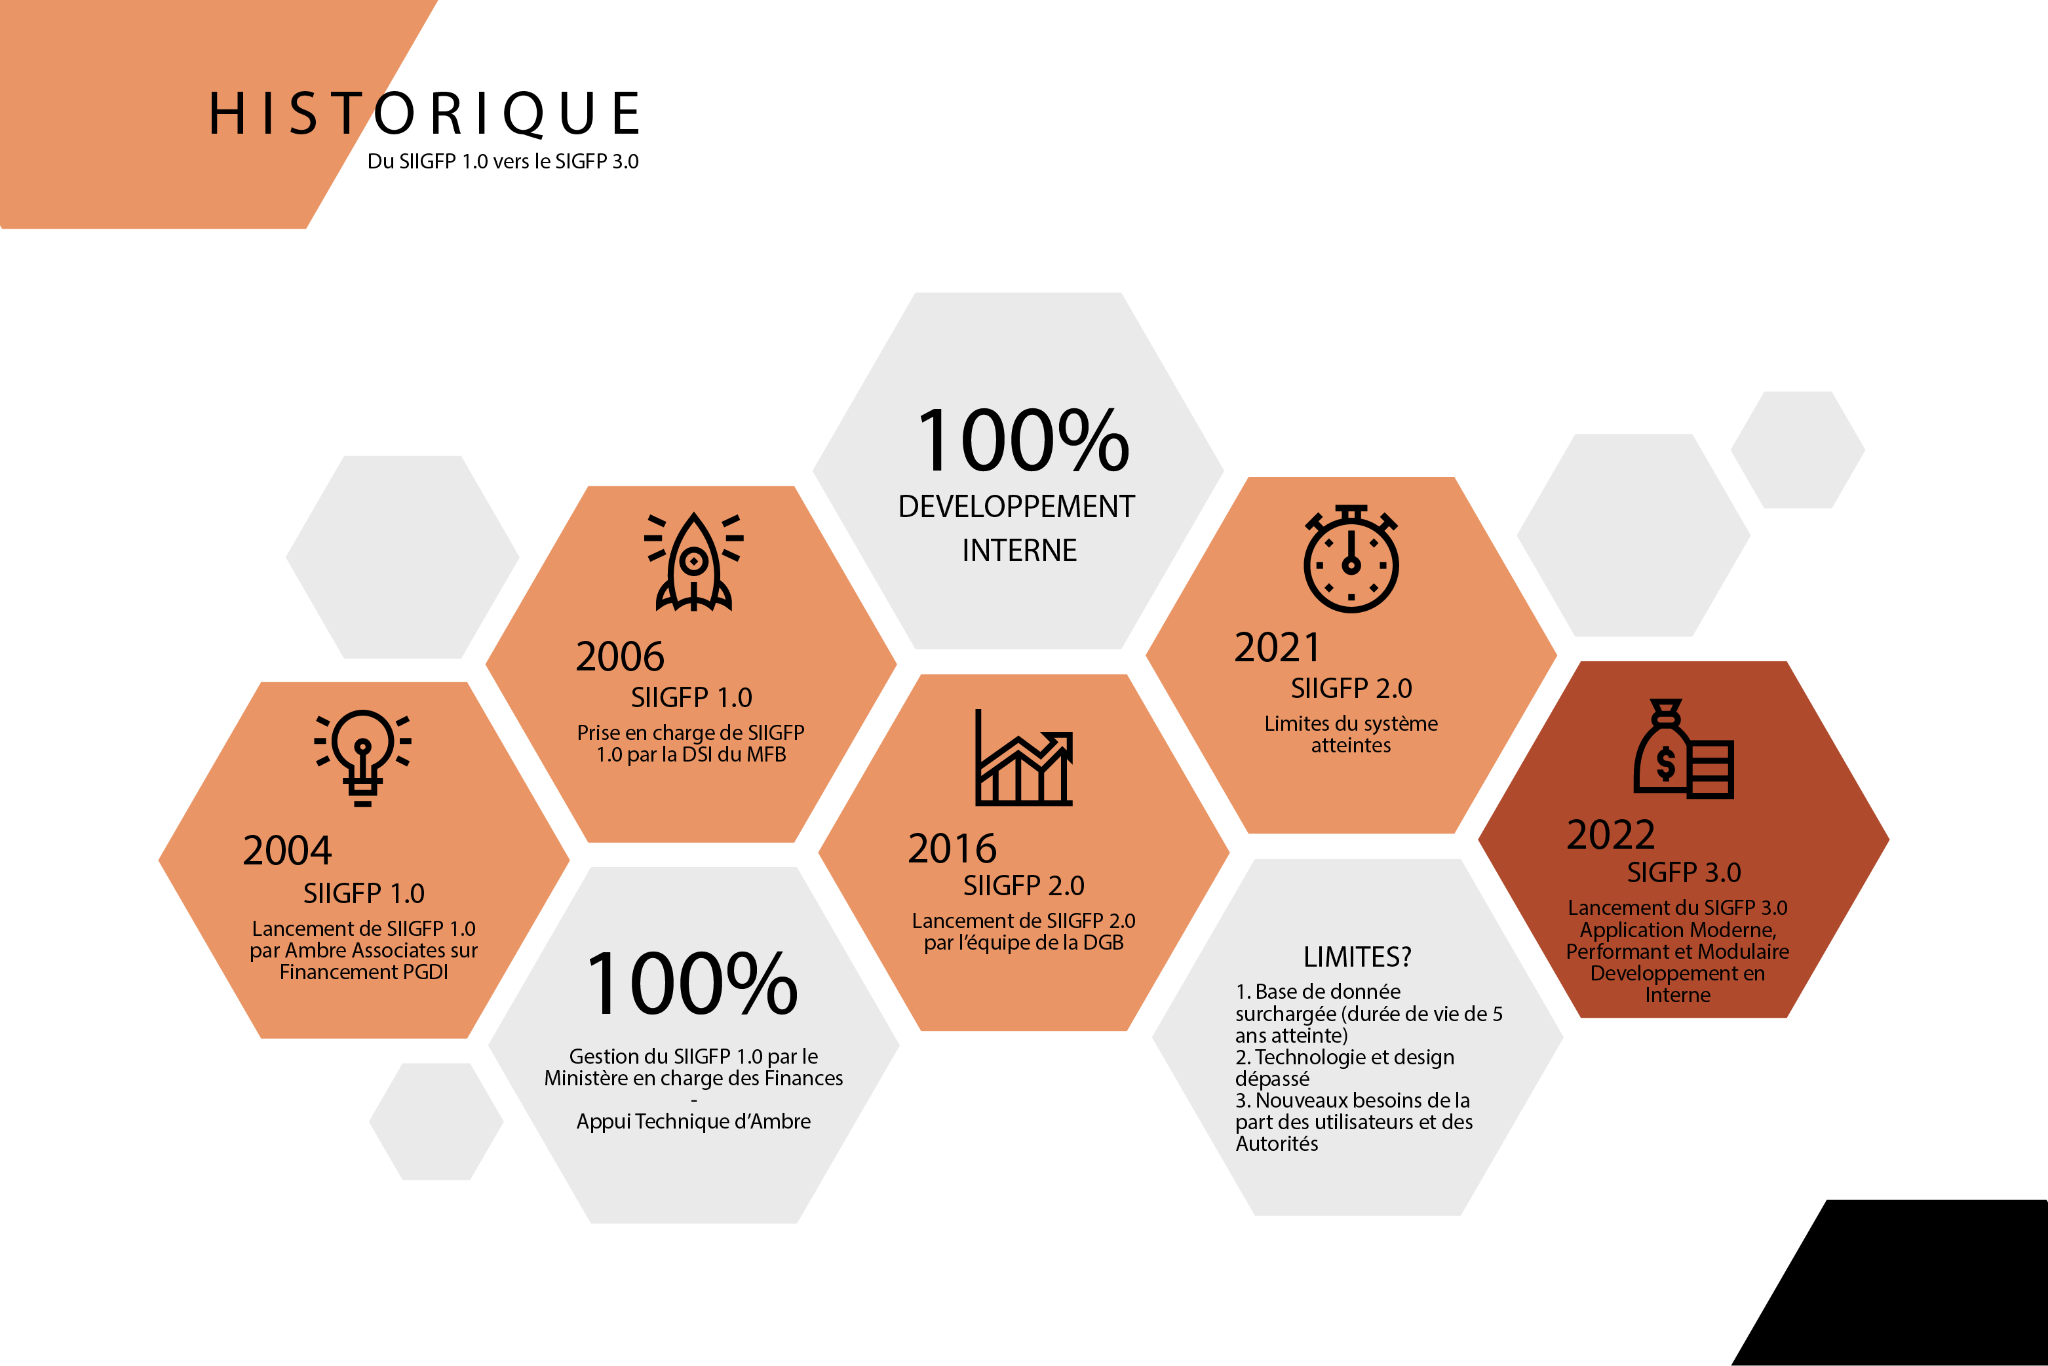 HISTORIQUE
Du SIIGFP 1.0 vers le SIGFP 3.0
2004
SIIGFP 1.0
Lancement de SIIGFP 1.0
par Ambre Associates sur
Financement PGDI
2006
SIIGFP 1.0
Prise en charge de SIIGFP
1.0 par la DSI du MFB
100%
Gestion du SIIGFP 1.0 par le
Ministère en charge des Finances
-
Appui Technique d’Ambre
100%
DEVELOPPEMENT
INTERNE
2016
SIIGFP 2.0
Lancement de SIIGFP 2.0
par l’équipe de la DGB
2021
SIIGFP 2.0
Limites du système
atteintes
LIMITES?
1. Base de donnée
surchargée (durée de vie de 5
ans atteinte)
2. Technologie et design
dépassé
3. Nouveaux besoins de la
part des utilisateurs et des
Autorités
$
2022
SIGFP 3.0
Lancement du SIGFP 3.0
Application Moderne,
Performant et Modulaire
Developpement en
Interne